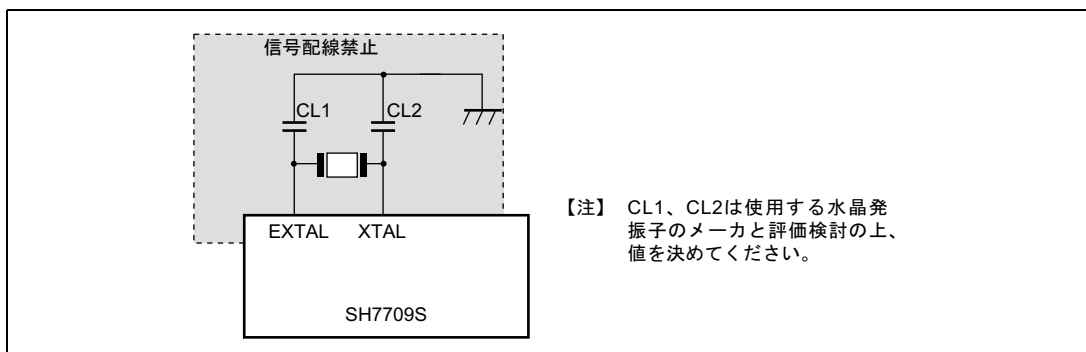 信号配線禁止
CL1 CL2
EXTAL XTAL
SH7709S
【注】 CL1、CL2は使用する水晶発
振子のメーカと評価検討の上、
値を決めてください。